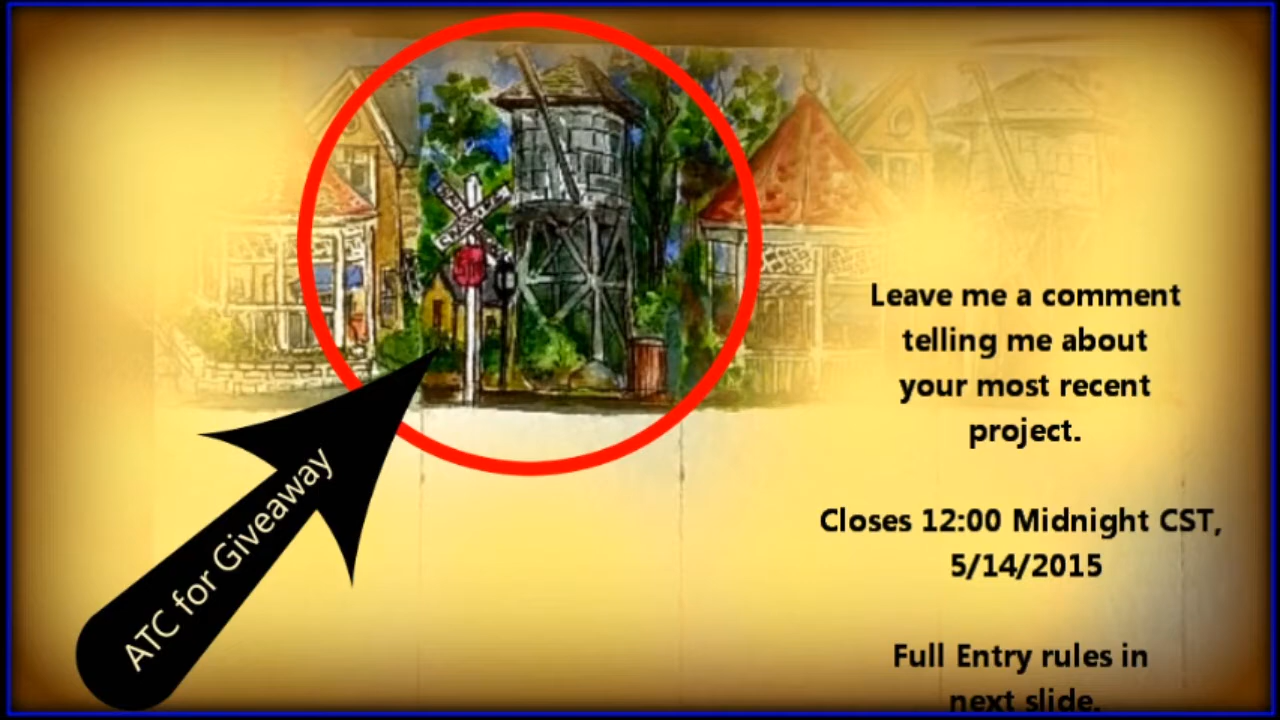 Leave me a comment
telling me about
your most recent
project.
Closes 12:00 Midnight CST,
5/14/2015
Full Entry rules in
next slide.
ATC for Giveaway